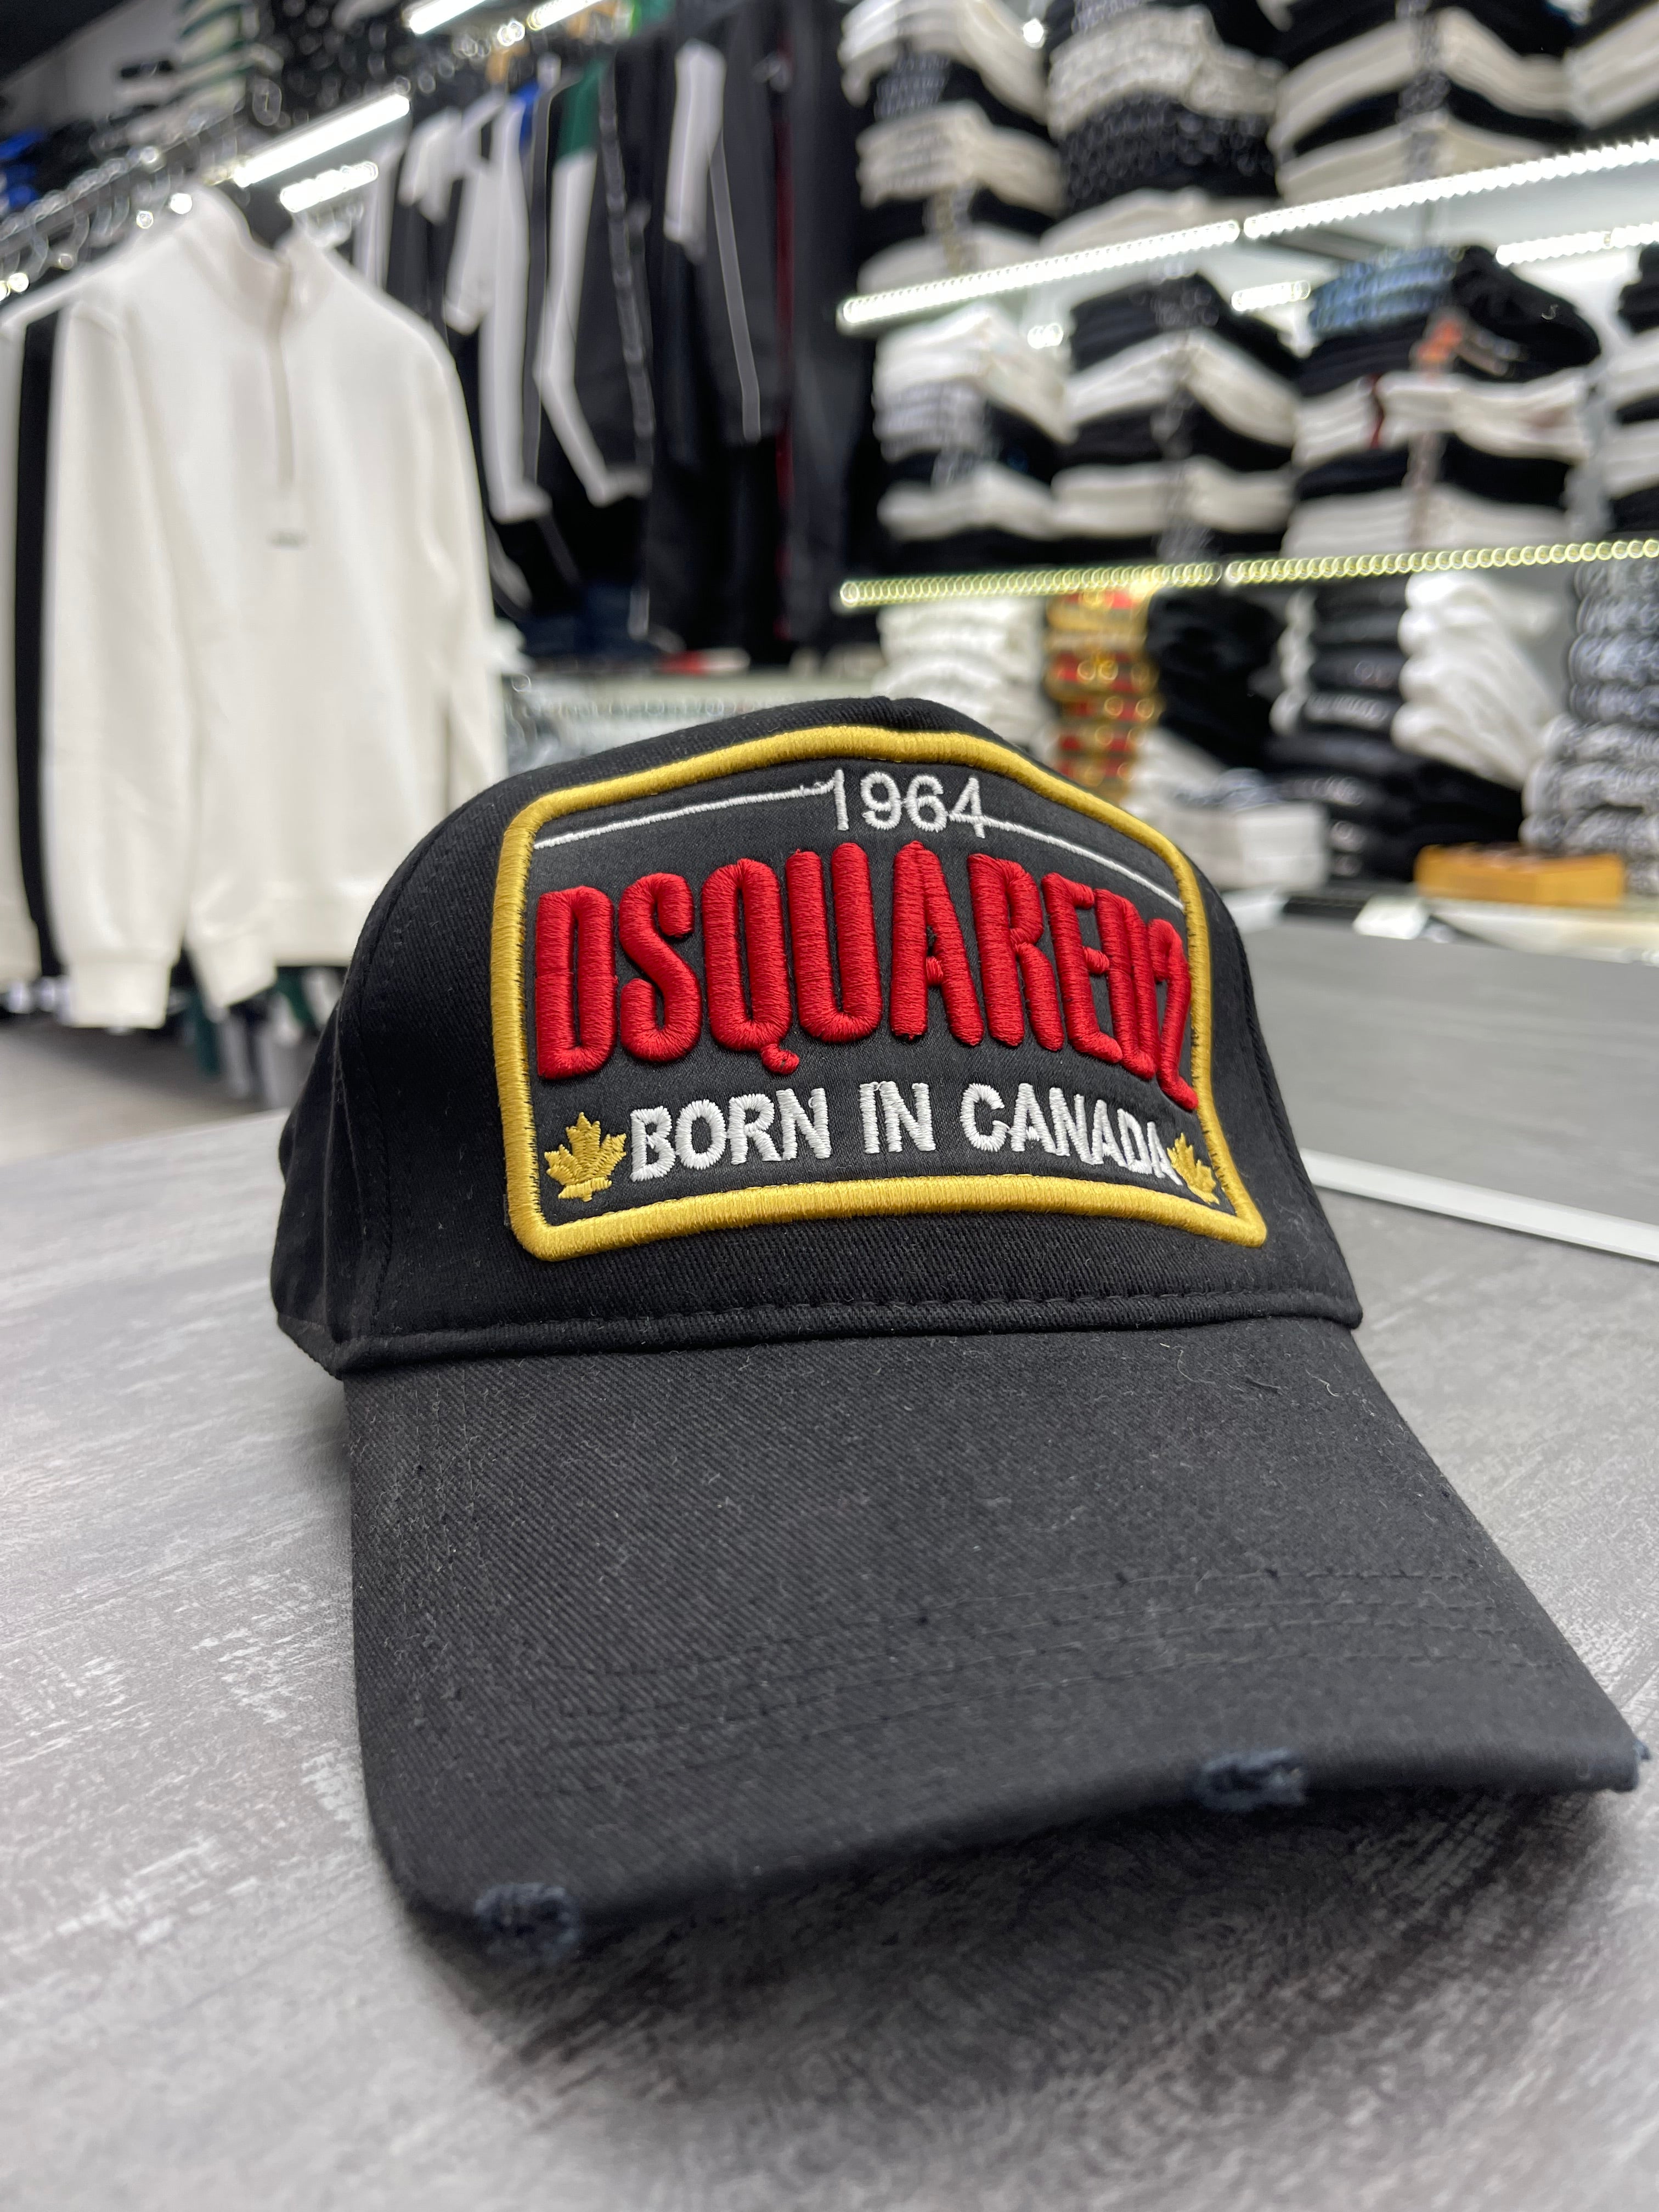 1964
DSQUARED2
BORN IN CANADA